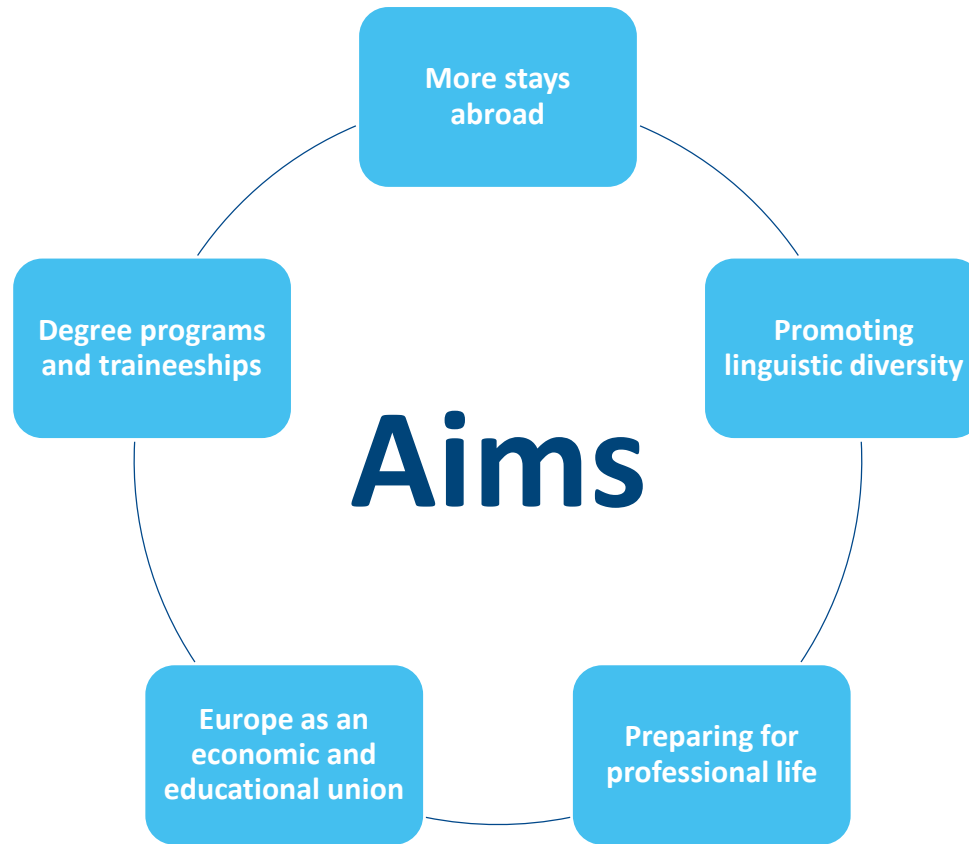 More stays
abroad
Degree programs
and traineeships
Promoting
linguistic diversity
Aims
Europe as an
economic and
educational union
Preparing for
professional life